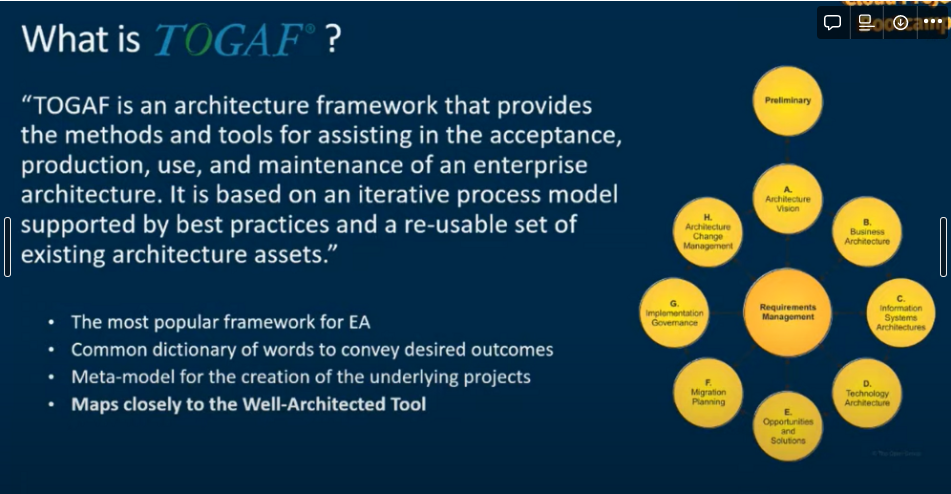 Cloud Proje
Bootcamp
What is TOGAF® ?
“TOGAF is an architecture framework that provides
the methods and tools for assisting in the acceptance,
production, use, and maintenance of an enterprise
architecture. It is based on an iterative process model
supported by best practices and a re-usable set of
existing architecture assets.”
• The most popular framework for EA
• Common dictionary of words to convey desired outcomes
• Meta-model for the creation of the underlying projects
• Maps closely to the Well-Architected Tool
Preliminary
A.
Architecture
Vision
B.
Business
Architecture
C.
Information
Systems
Architectures
D.
Technology
Architecture
E.
Opportunities
and
Solutions
F.
Migration
Planning
G.
Implementation
Governance
H.
Architecture
Change
Management
Requirements
Management
© The Open Group